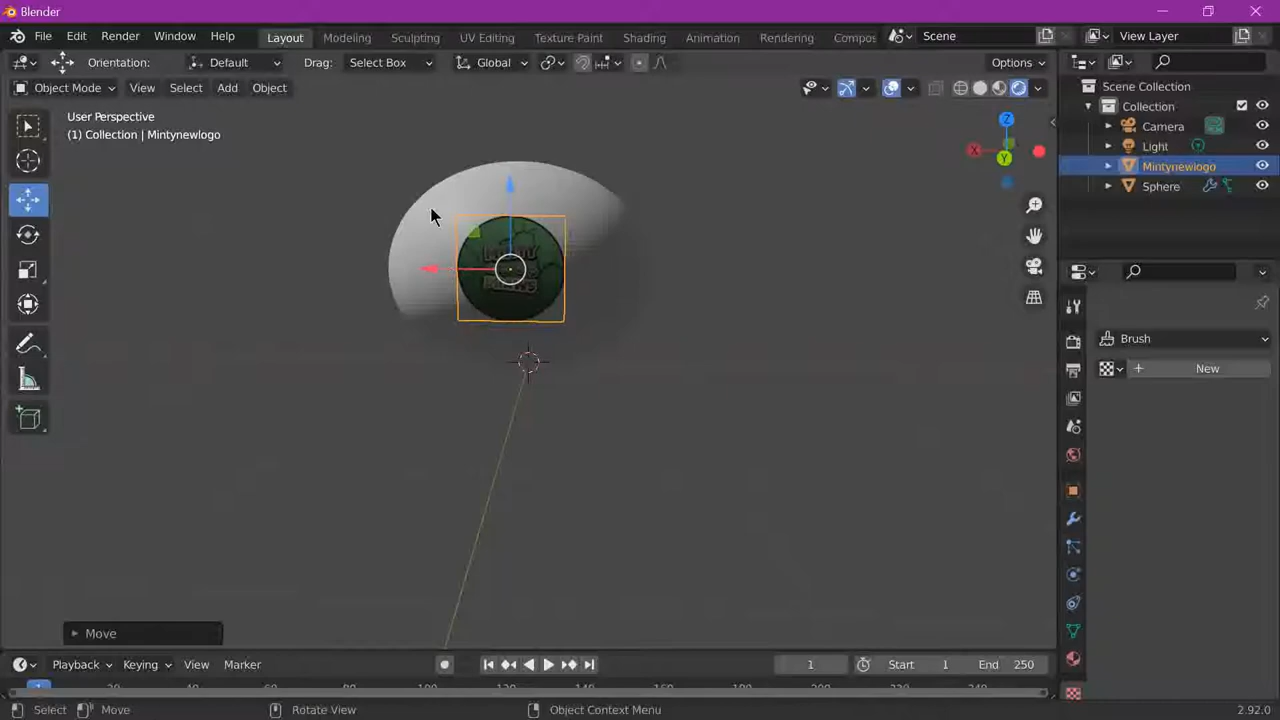 Blender
File Edit Render Window Help Layout Modeling Sculpting UV Editing Texture Paint Shading Animation Rendering Compos Scene View Layer
Orientation: Default Drag: Select Box Global Options
Object Mode View Select Add Object
User Perspective
(1) Collection | Mintynewlogo
Z
X
Y
Scene Collection
Collection
Camera
Light
Mintynewlogo
Sphere
Brush
New
Move
Playback Keying View Marker 1 Start 1 End 250
1
Select Move Rotate View Object Context Menu 2.92.0